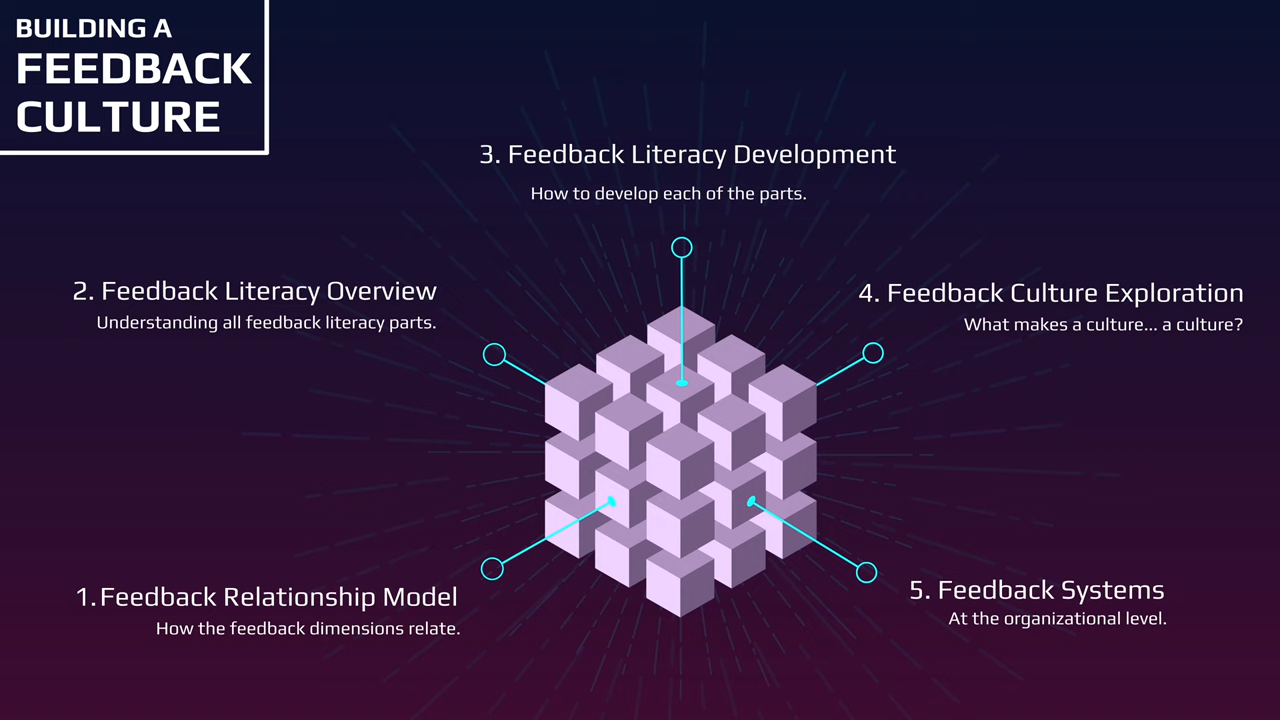 BUILDING A
FEEDBACK
CULTURE
3. Feedback Literacy Development
How to develop each of the parts.
2. Feedback Literacy Overview
Understanding all feedback literacy parts.
4. Feedback Culture Exploration
What makes a culture... a culture?
1.Feedback Relationship Model
How the feedback dimensions relate.
5. Feedback Systems
At the organizational level.